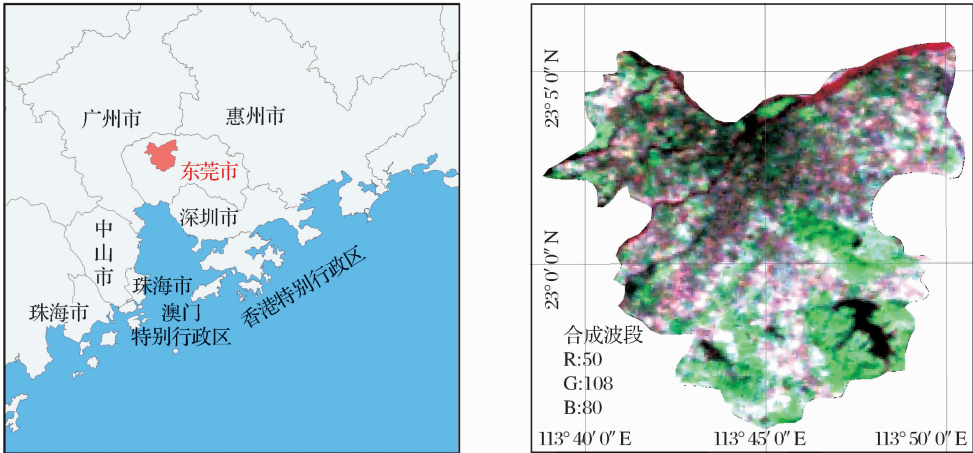 广州市
惠州市
东莞市
深圳市
中
山
市
珠海市
珠海市
澳门
特别行政区
香港特别行政区
23°5′0″N
23°0′0″N
合成波段
R:50
G:108
B:80
113°40′0″E
113°45′0″E
113°50′0″E